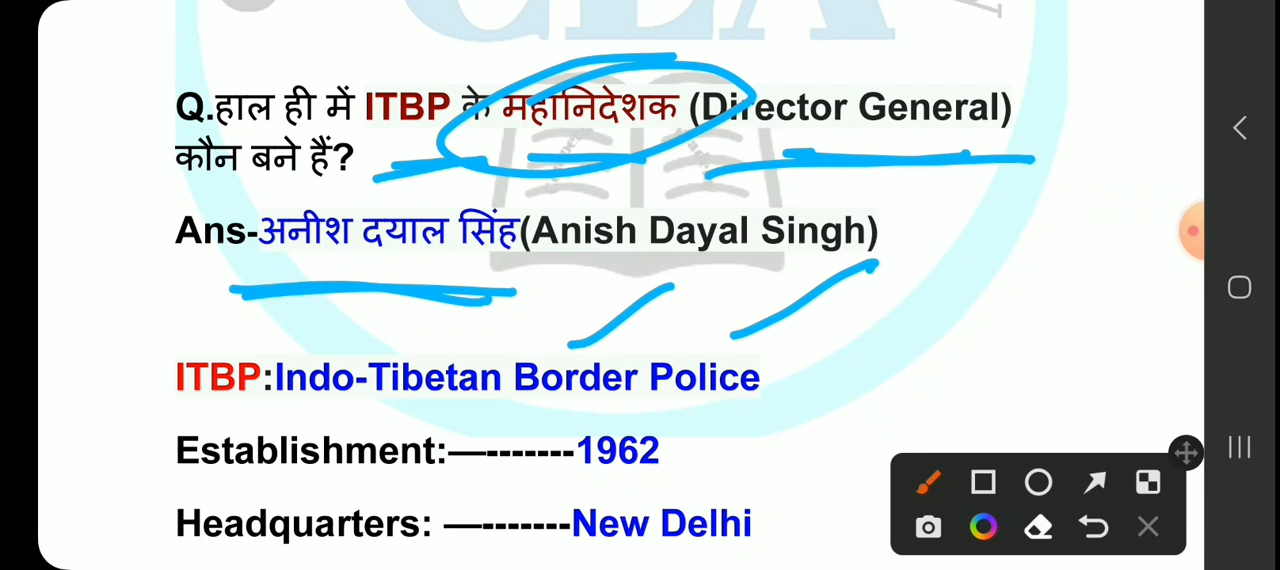 Q.हाल ही में ITBP के महानिदेशक (Director General)
कौन बने हैं?
Ans-अनीश दयाल सिंह(Anish Dayal Singh)
ITBP:Indo-Tibetan Border Police
Establishment:—-------1962
Headquarters: —-------New Delhi